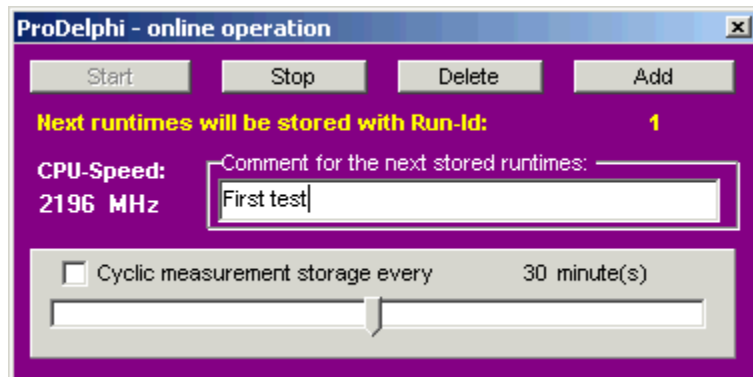 ProDelphi - online operation
Start Stop Delete Add
Next runtimes will be stored with Run-Id: 1
CPU-Speed:
2196 MHz
Comment for the next stored runtimes:
First test
Cyclic measurement storage every 30 minute(s)